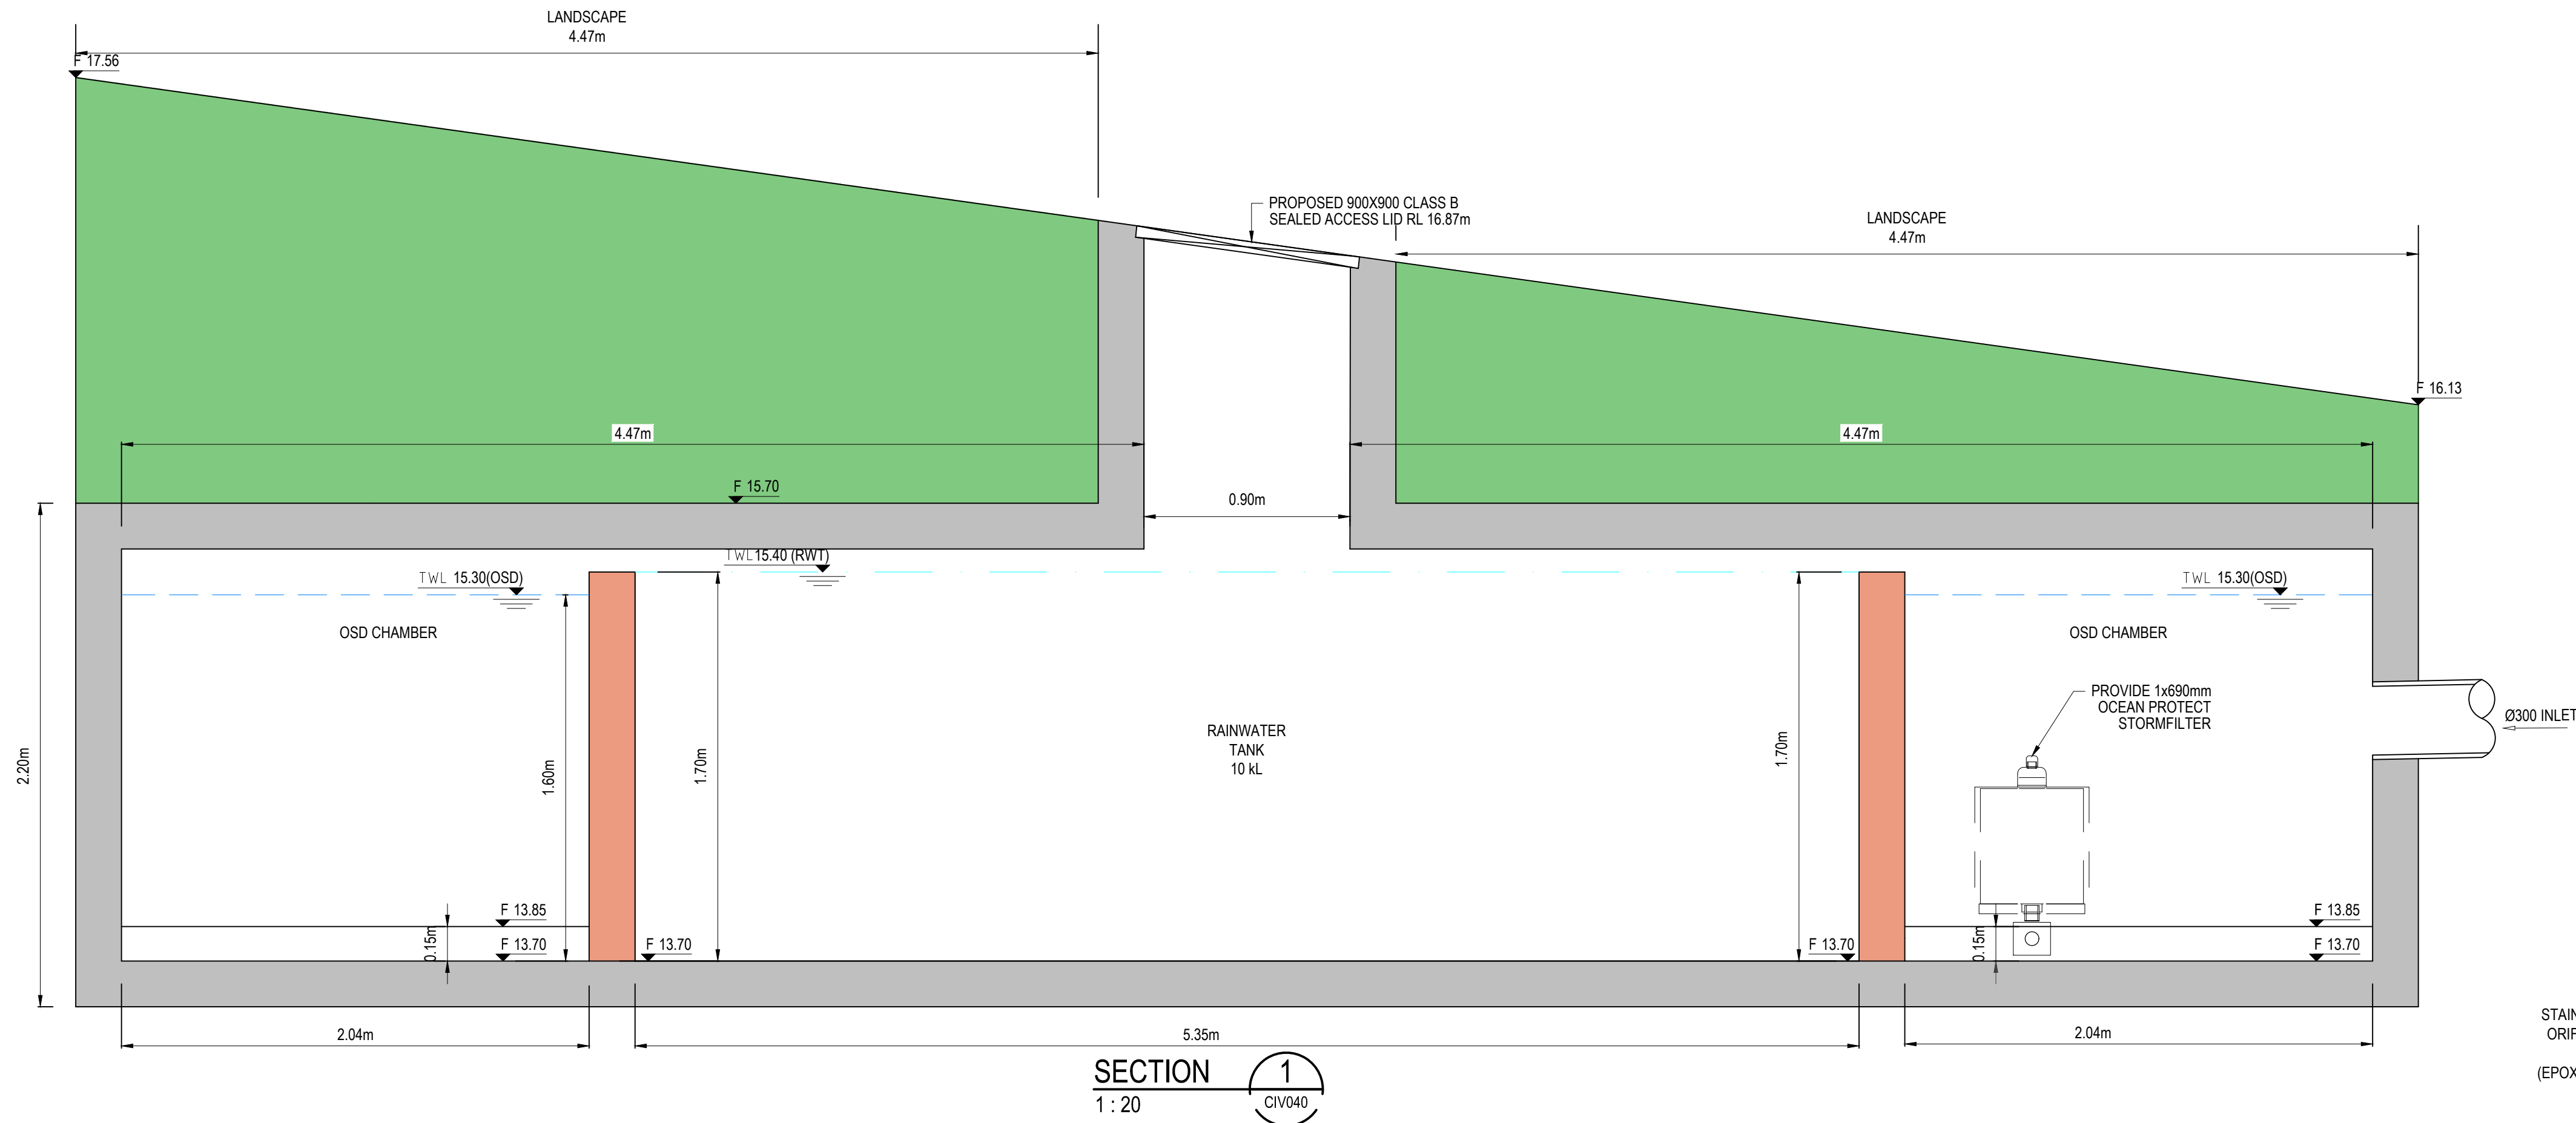 LANDSCAPE
4.47m
F 17.56
PROPOSED 900X900 CLASS B
SEALED ACCESS LID RL 16.87m
LANDSCAPE
4.47m
F 16.13
4.47m
4.47m
F 15.70
0.90m
TWL 15.40 (RWT)
TWL 15.30(OSD)
TWL 15.30(OSD)
OSD CHAMBER
OSD CHAMBER
PROVIDE 1x690mm
OCEAN PROTECT
STORMFILTER
Ø300 INLET
RAINWATER
TANK
10 kL
2.20m
1.60m
1.70m
1.70m
F 13.85
0.15m
F 13.70
F 13.70
F 13.70
0.15m
F 13.85
F 13.70
2.04m
5.35m
2.04m
STAIN
ORIF
(EPOX
SECTION
1
1 : 20
CIV040